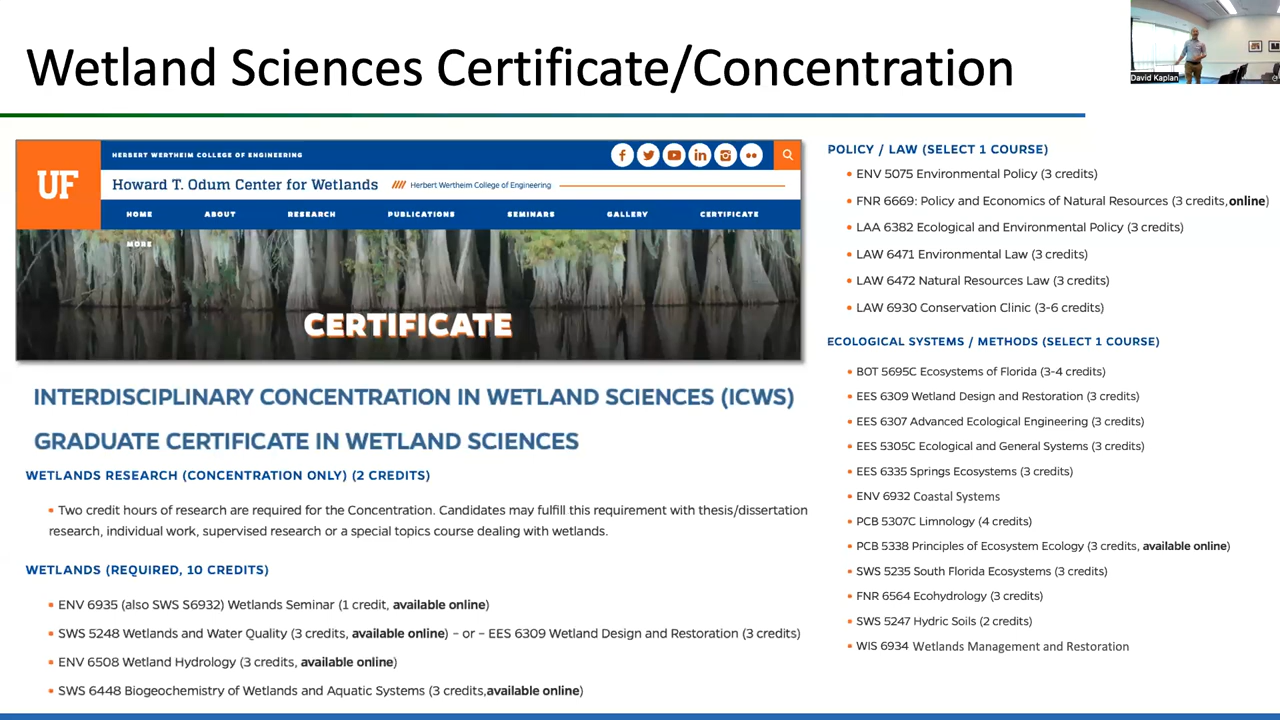 Wetland Sciences Certificate/Concentration
David Kaplan
UF
HERBERT WERTHEIM COLLEGE OF ENGINEERING
Howard T. Odum Center for Wetlands
Herbert Wertheim College of Engineering
HOME ABOUT RESEARCH PUBLICATIONS SEMINARS GALLERY CERTIFICATE
MORE
CERTIFICATE
INTERDISCIPLINARY CONCENTRATION IN WETLAND SCIENCES (ICWS)
GRADUATE CERTIFICATE IN WETLAND SCIENCES
WETLANDS RESEARCH (CONCENTRATION ONLY) (2 CREDITS)
Two credit hours of research are required for the Concentration. Candidates may fulfill this requirement with thesis/dissertation
research, individual work, supervised research or a special topics course dealing with wetlands.
WETLANDS (REQUIRED, 10 CREDITS)
ENV 6935 (also SWS S6932) Wetlands Seminar (1 credit, available online)
SWS 5248 Wetlands and Water Quality (3 credits, available online) – or – EES 6309 Wetland Design and Restoration (3 credits)
ENV 6508 Wetland Hydrology (3 credits, available online)
SWS 6448 Biogeochemistry of Wetlands and Aquatic Systems (3 credits,available online)
POLICY / LAW (SELECT 1 COURSE)
ENV 5075 Environmental Policy (3 credits)
FNR 6669: Policy and Economics of Natural Resources (3 credits,online)
LAA 6382 Ecological and Environmental Policy (3 credits)
LAW 6471 Environmental Law (3 credits)
LAW 6472 Natural Resources Law (3 credits)
LAW 6930 Conservation Clinic (3-6 credits)
ECOLOGICAL SYSTEMS / METHODS (SELECT 1 COURSE)
BOT 5695C Ecosystems of Florida (3-4 credits)
EES 6309 Wetland Design and Restoration (3 credits)
EES 6307 Advanced Ecological Engineering (3 credits)
EES 5305C Ecological and General Systems (3 credits)
EES 6335 Springs Ecosystems (3 credits)
ENV 6932 Coastal Systems
PCB 5307C Limnology (4 credits)
PCB 5338 Principles of Ecosystem Ecology (3 credits, available online)
SWS 5235 South Florida Ecosystems (3 credits)
FNR 6564 Ecohydrology (3 credits)
SWS 5247 Hydric Soils (2 credits)
WIS 6934 Wetlands Management and Restoration